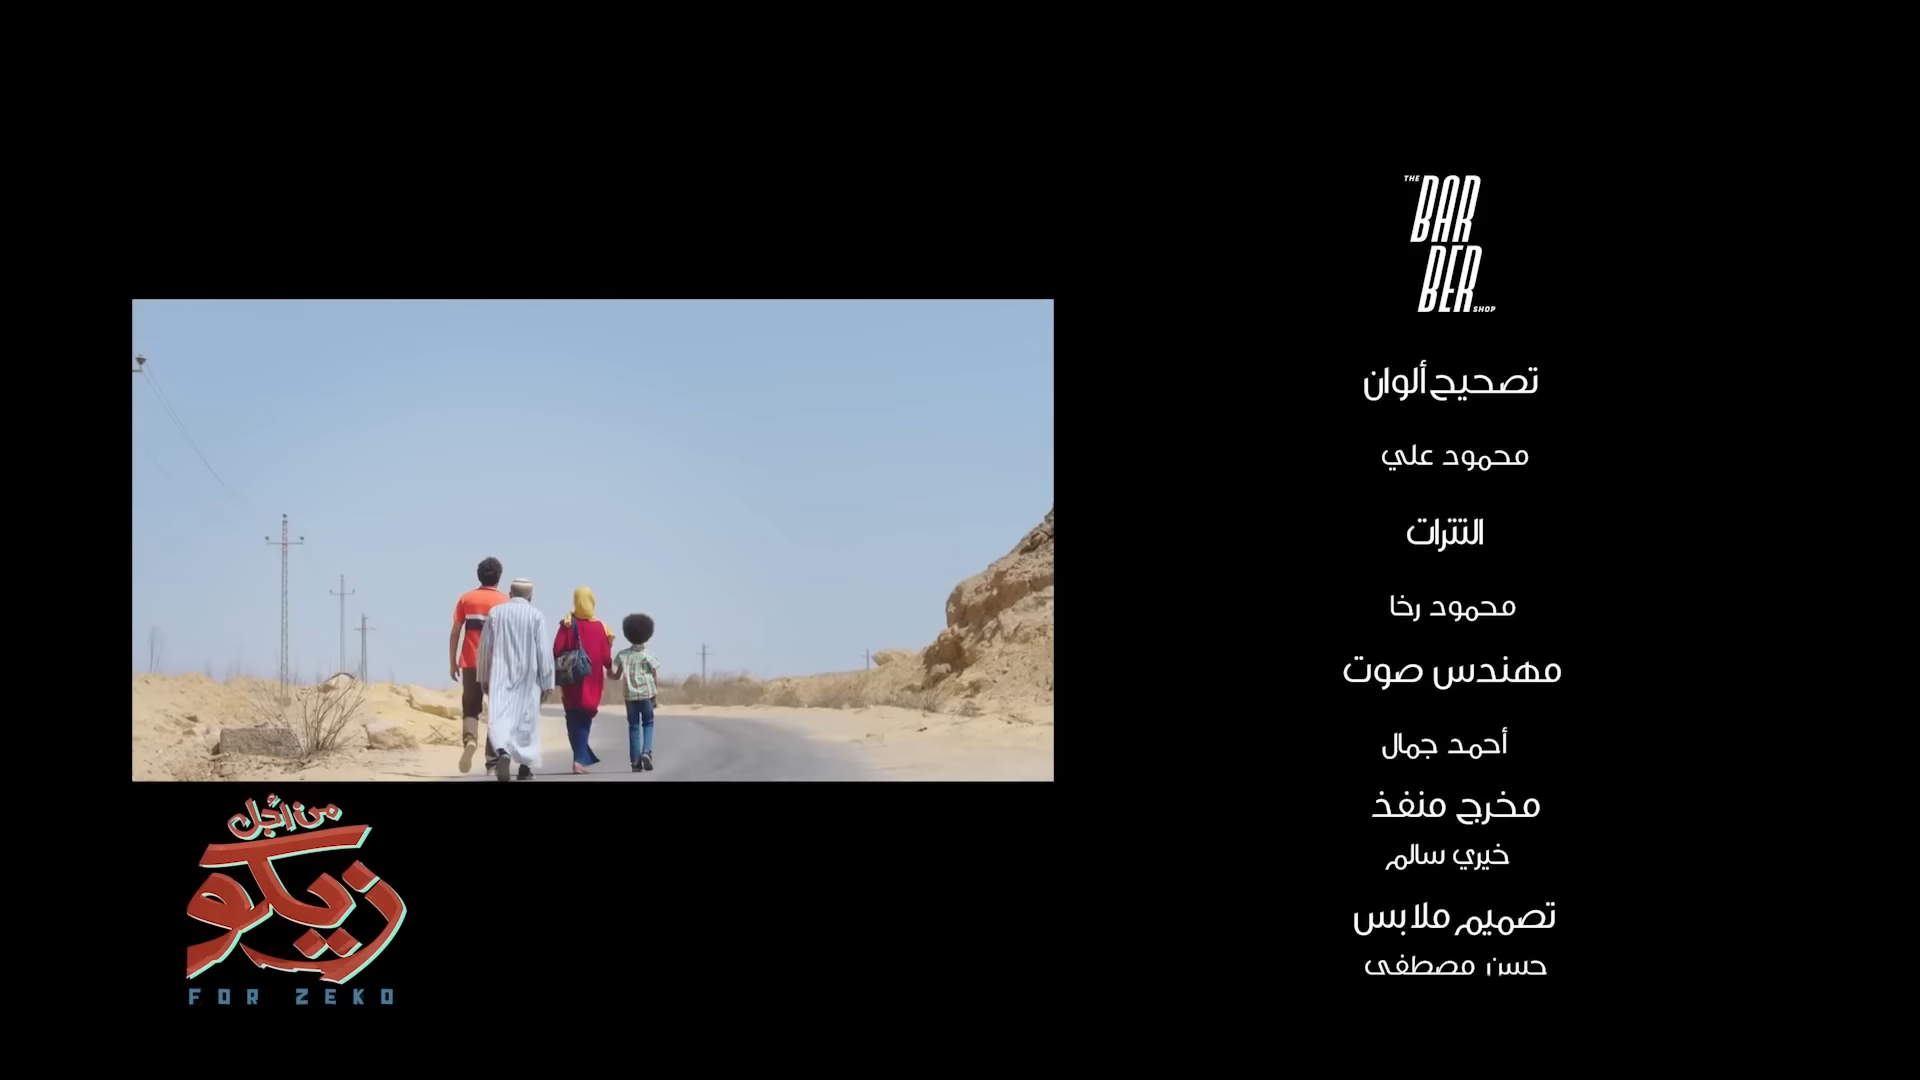 THE
BAR
BER
SHOP
تصحيح ألوان
محمود علي
التترات
محمود رخا
مهندس صوت
أحمد جمال
مخرج منفذ
خيري سالم
تصميم ملابس
حسن مصطفى
من أجل
زيكو
FOR ZEKO